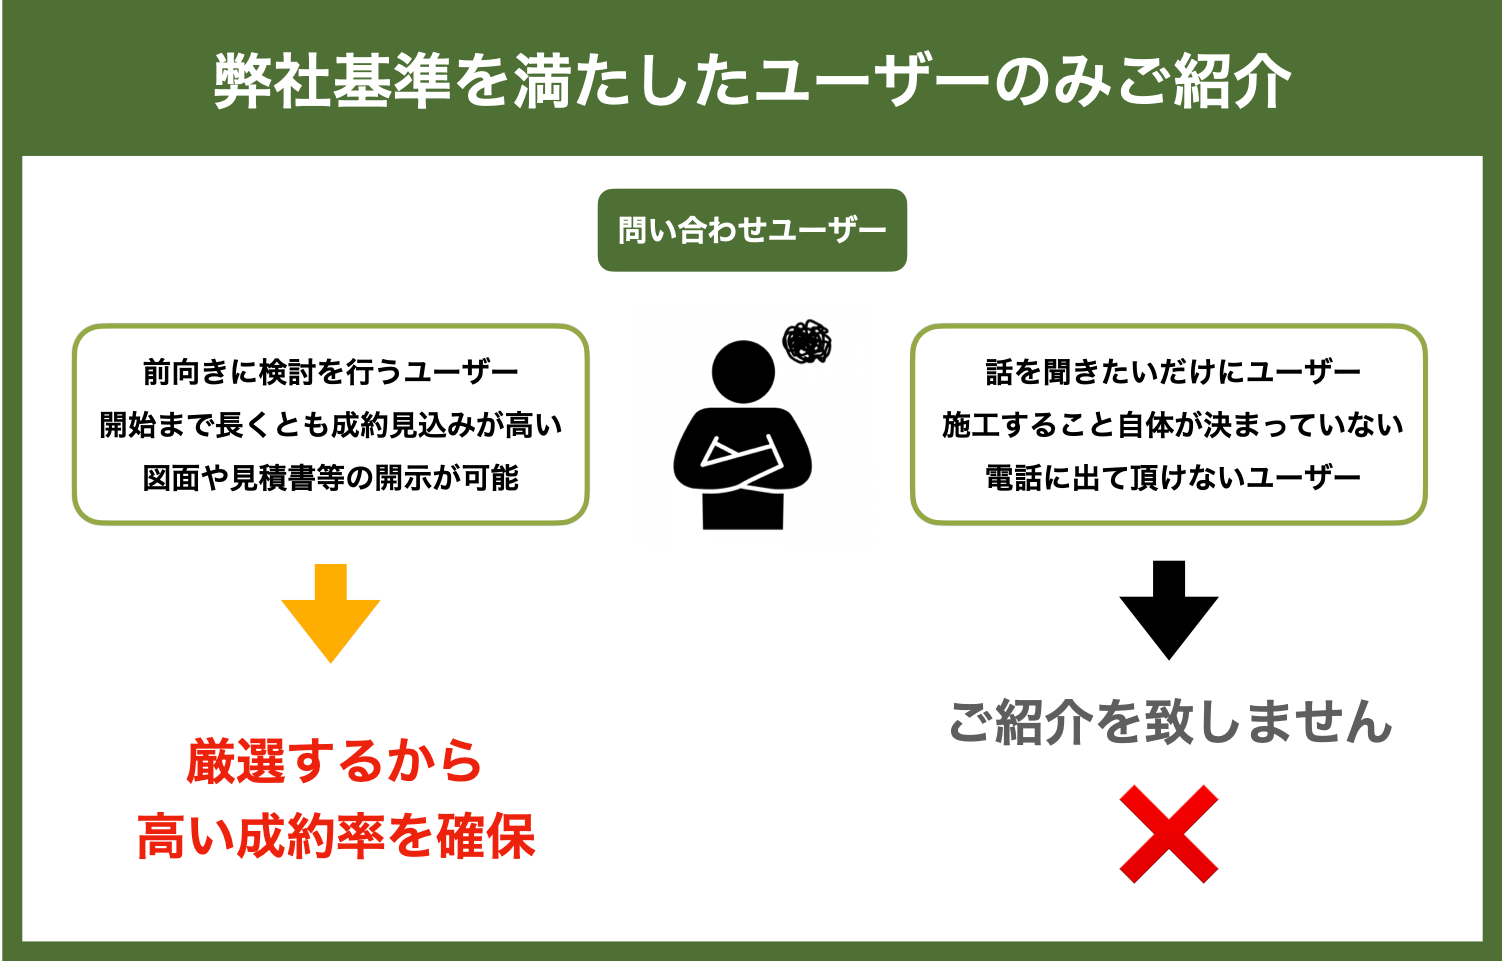 弊社基準を満たしたユーザーのみご紹介
問い合わせユーザー
前向きに検討を行うユーザー
開始まで長くとも成約見込みが高い
図面や見積書等の開示が可能
話を聞きたいだけにユーザー
施工すること自体が決まっていない
電話に出て頂けないユーザー
厳選するから
高い成約率を確保
ご紹介を致しません